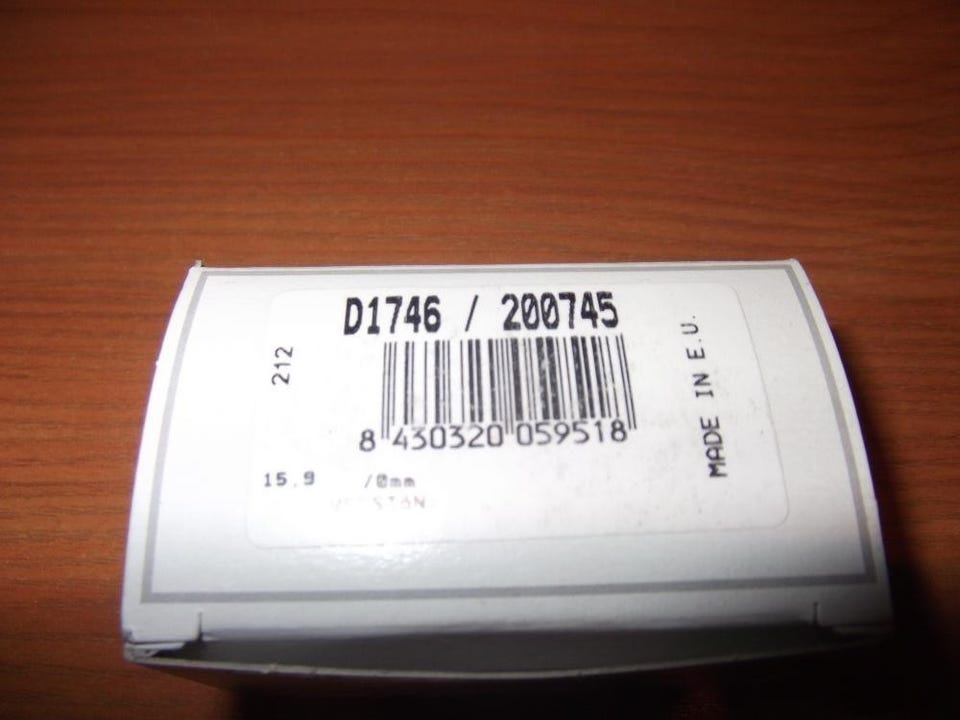 D1746 / 200745
212
8 430320 059518
MADE IN E.U.
15.9 /0mm